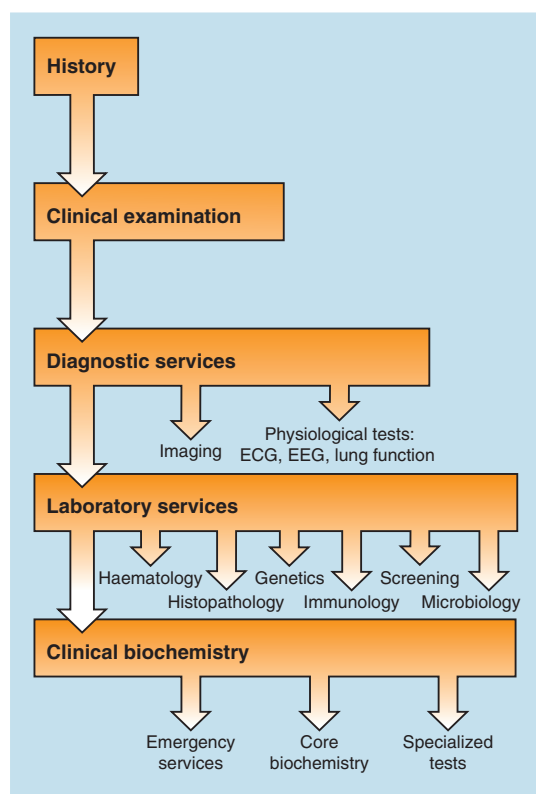 History
Clinical examination
Diagnostic services
Imaging
Physiological tests:
ECG, EEG, lung function
Laboratory services
Haematology
Genetics
Screening
Histopathology
Immunology
Microbiology
Clinical biochemistry
Emergency
services
Core
biochemistry
Specialized
tests